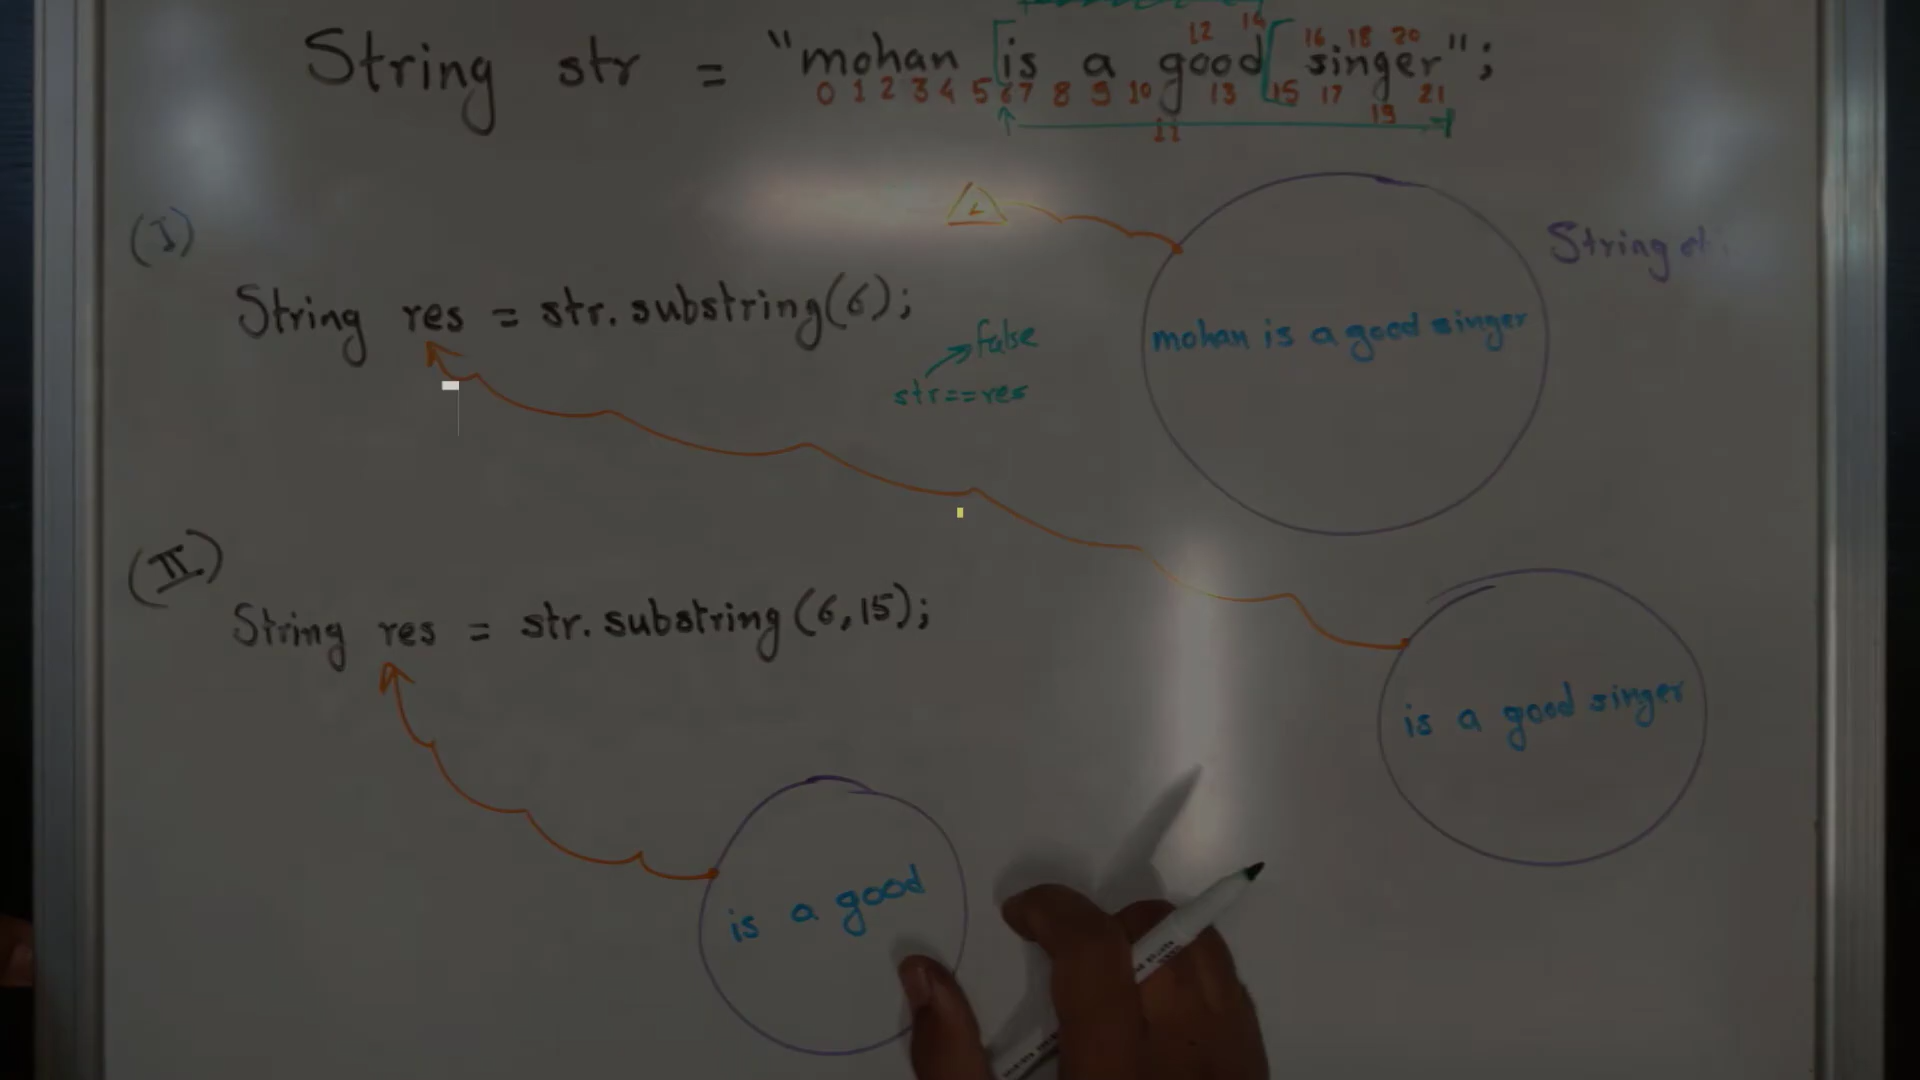 12 14 16 18 20
String str = "mohan is a good singer";
0 1 2 3 4 5 6 7 8 9 10 13 15 17 21
11 19
(I)
String
mohan is a good singer
String res = str.substring(6);
false
str==res
(II)
String res = str.substring(6,15);
is a good singer
is a good